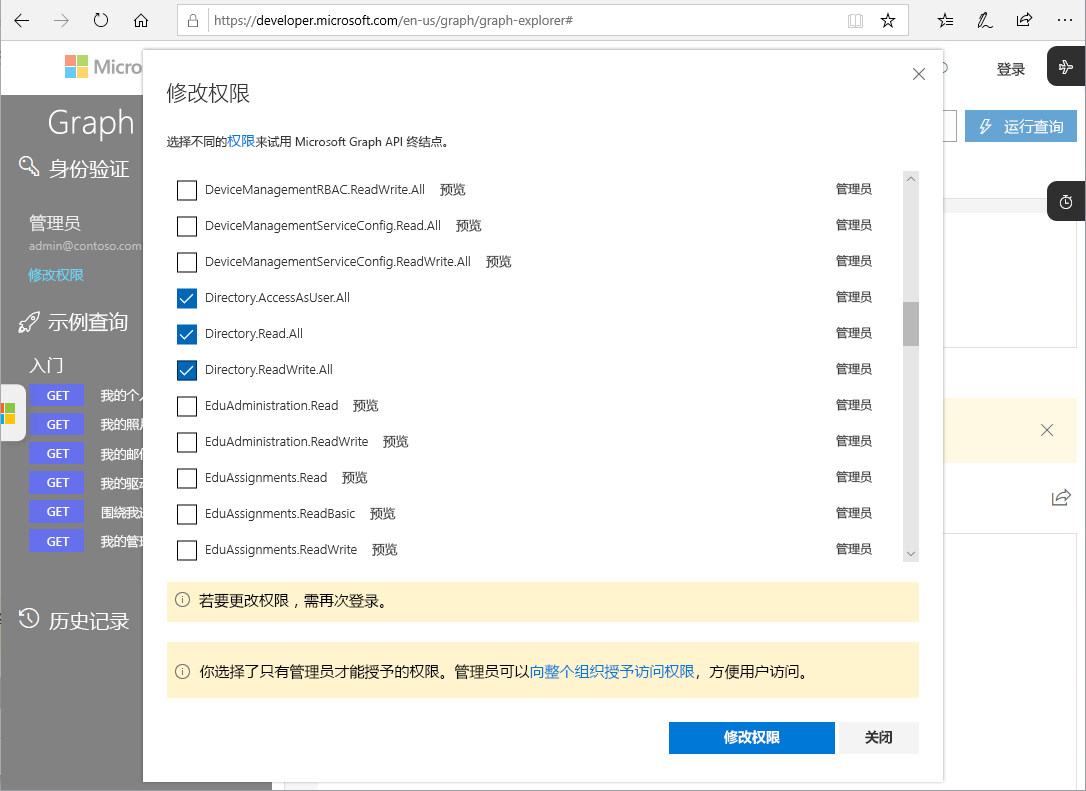 https://developer.microsoft.com/en-us/graph/graph-explorer#
Micro
登录
Graph
运行查询
身份验证
管理员
admin@contoso.com
修改权限
示例查询
入门
GET 我的个人
GET 我的照片
GET 我的邮件
GET 我的驱动
GET 围绕我
GET 我的管理
历史记录
修改权限
选择不同的权限来试用 Microsoft Graph API 终结点。
DeviceManagementRBAC.ReadWrite.All 预览 管理员
DeviceManagementServiceConfig.Read.All 预览 管理员
DeviceManagementServiceConfig.ReadWrite.All 预览 管理员
Directory.AccessAsUser.All 管理员
Directory.Read.All 管理员
Directory.ReadWrite.All 管理员
EduAdministration.Read 预览 管理员
EduAdministration.ReadWrite 预览 管理员
EduAssignments.Read 预览 管理员
EduAssignments.ReadBasic 预览 管理员
EduAssignments.ReadWrite 预览 管理员
若要更改权限，需再次登录。
你选择了只有管理员才能授予的权限。管理员可以向整个组织授予访问权限，方便用户访问。
修改权限
关闭